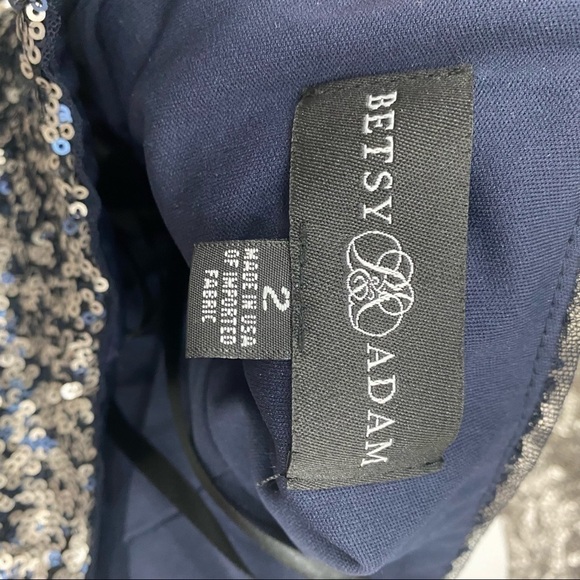 BETSY & ADAM
2
MADE IN USA
OF IMPORTED
FABRIC